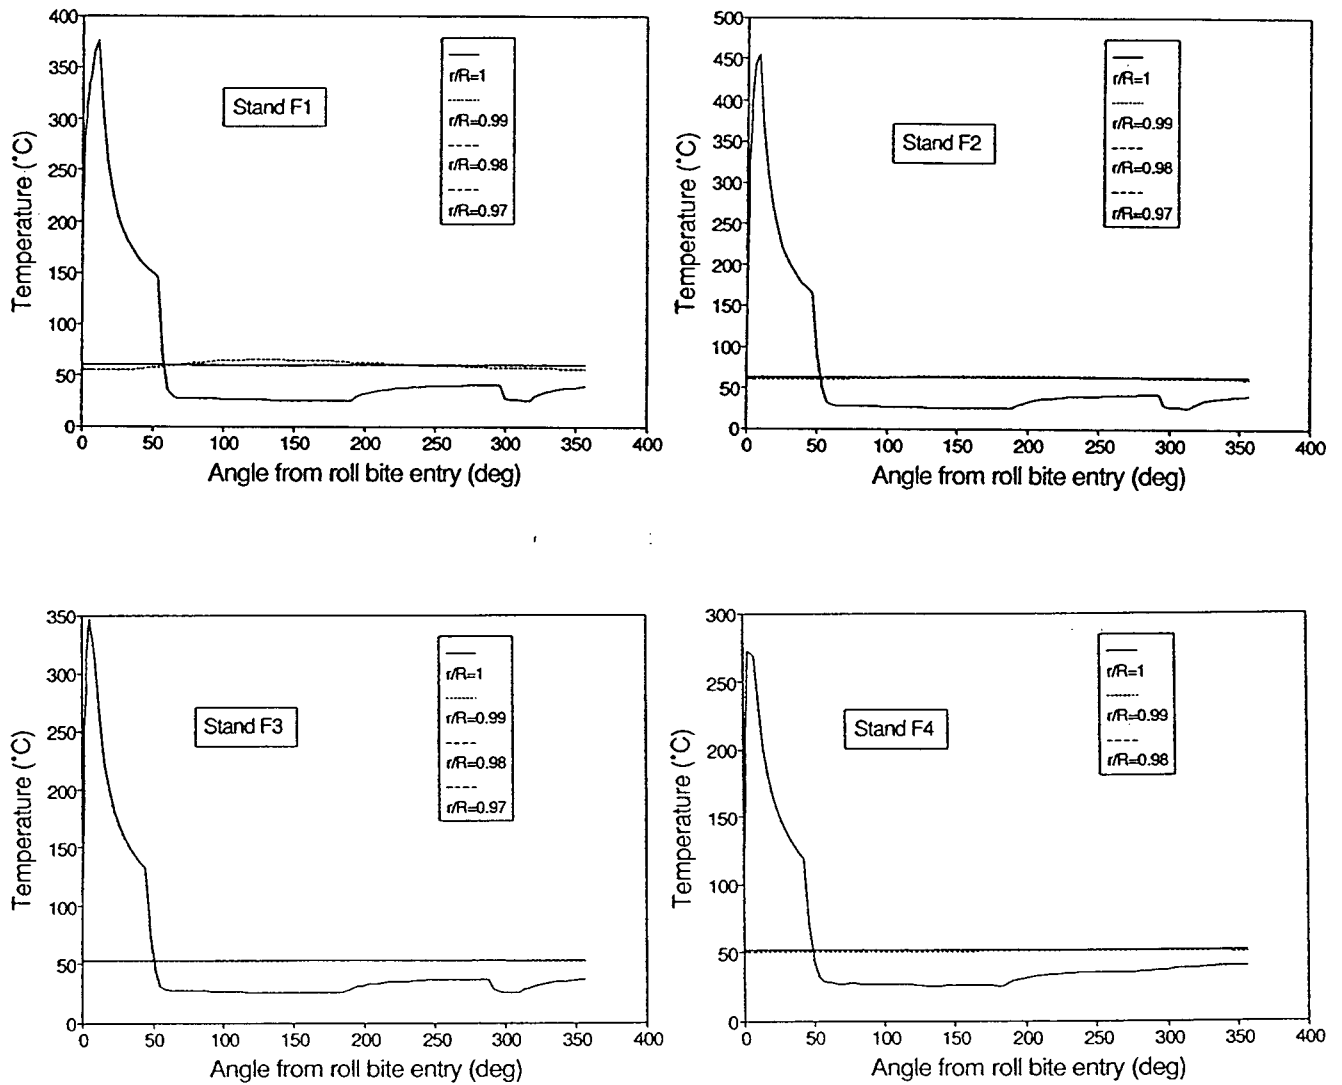 400
350
300
250
200
150
100
50
0
Temperature (°C)
Stand F1
r/R=1
r/R=0.99
r/R=0.98
r/R=0.97
0 50 100 150 200 250 300 350 400
Angle from roll bite entry (deg)
500
450
400
350
300
250
200
150
100
50
0
Temperature (°C)
Stand F2
r/R=1
r/R=0.99
r/R=0.98
r/R=0.97
0 50 100 150 200 250 300 350 400
Angle from roll bite entry (deg)
350
300
250
200
150
100
50
0
Temperature (°C)
Stand F3
r/R=1
r/R=0.99
r/R=0.98
r/R=0.97
0 50 100 150 200 250 300 350 400
Angle from roll bite entry (deg)
300
250
200
150
100
50
0
Temperature (°C)
Stand F4
r/R=1
r/R=0.99
r/R=0.98
0 50 100 150 200 250 300 350 400
Angle from roll bite entry (deg)